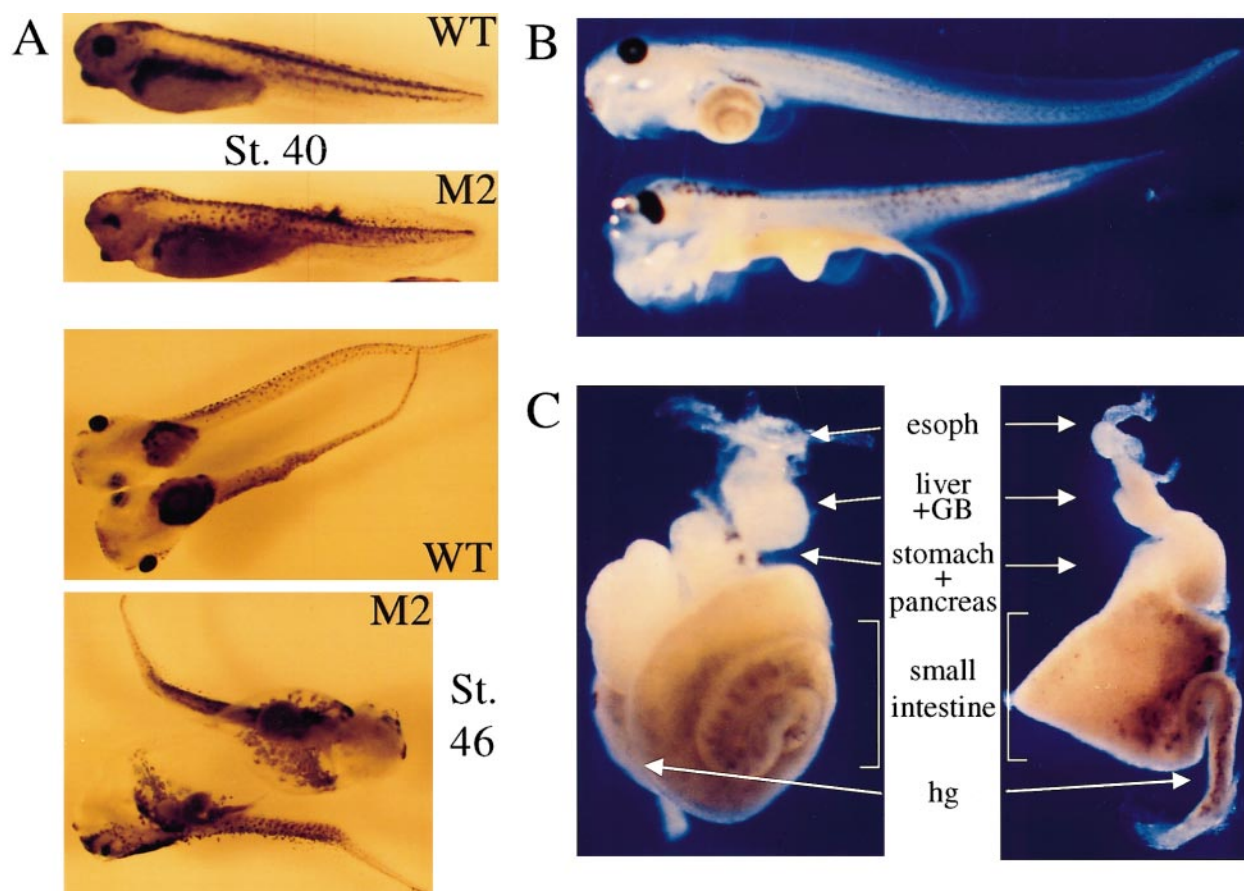 A
WT
St. 40
M2
WT
M2
St.
46
B
C
esoph
liver
+GB
stomach
+
pancreas
small
intestine
hg